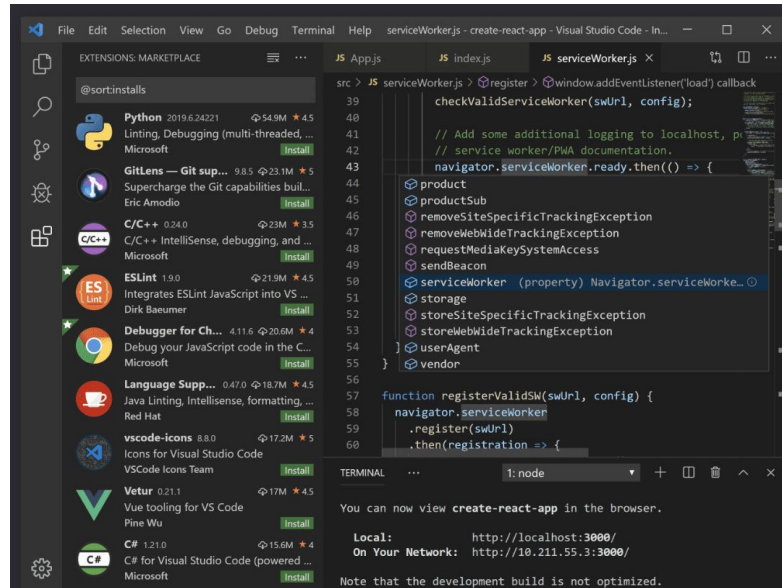 File Edit Selection View Go Debug Terminal Help serviceWorker.js - create-react-app - Visual Studio Code - In...
EXTENSIONS: MARKETPLACE
@sort:installs
Python 2019.6.24221 54.9M ★ 4.5
Linting, Debugging (multi-threaded, ...
Microsoft Install
GitLens — Git sup... 9.8.5 23.1M ★ 5
Supercharge the Git capabilities buil...
Eric Amodio Install
C/C++
C/C++ 0.24.0 23M ★ 3.5
C/C++ IntelliSense, debugging, and ...
Microsoft Install
ES
Lint
ESLint 1.9.0 21.9M ★ 4.5
Integrates ESLint JavaScript into VS ...
Dirk Baeumer Install
Debugger for Ch... 4.11.6 20.6M ★ 4
Debug your JavaScript code in the C...
Microsoft Install
Language Supp... 0.47.0 18.7M ★ 4.5
Java Linting, Intellisense, formatting, ...
Red Hat Install
vscode-icons 8.8.0 17.2M ★ 5
Icons for Visual Studio Code
VSCode Icons Team Install
Vetur 0.21.1 17M ★ 4.5
Vue tooling for VS Code
Pine Wu Install
C#
C# 1.21.0 15.6M ★ 4
C# for Visual Studio Code (powered ...
Microsoft Install
JS App.js JS index.js JS serviceWorker.js ×
src > JS serviceWorker.js > register > window.addEventListener('load') callback
39 checkValidServiceWorker(swUrl, config);
40
41 // Add some additional logging to localhost, p
42 // service worker/PWA documentation.
43 navigator.serviceWorker.ready.then(() => {
44 product
45 productSub
46 removeSiteSpecificTrackingException
47 removeWebWideTrackingException
48 requestMediaKeySystemAccess
49 sendBeacon
50 serviceWorker (property) Navigator.serviceWorke...
51 storage
52 storeSiteSpecificTrackingException
53 storeWebWideTrackingException
54 } userAgent
55 } vendor
56
57 function registerValidSW(swUrl, config) {
58 navigator.serviceWorker
59 .register(swUrl)
60 .then(registration => {
TERMINAL ... 1: node
You can now view create-react-app in the browser.
Local: http://localhost:3000/
On Your Network: http://10.211.55.3:3000/
Note that the development build is not optimized.